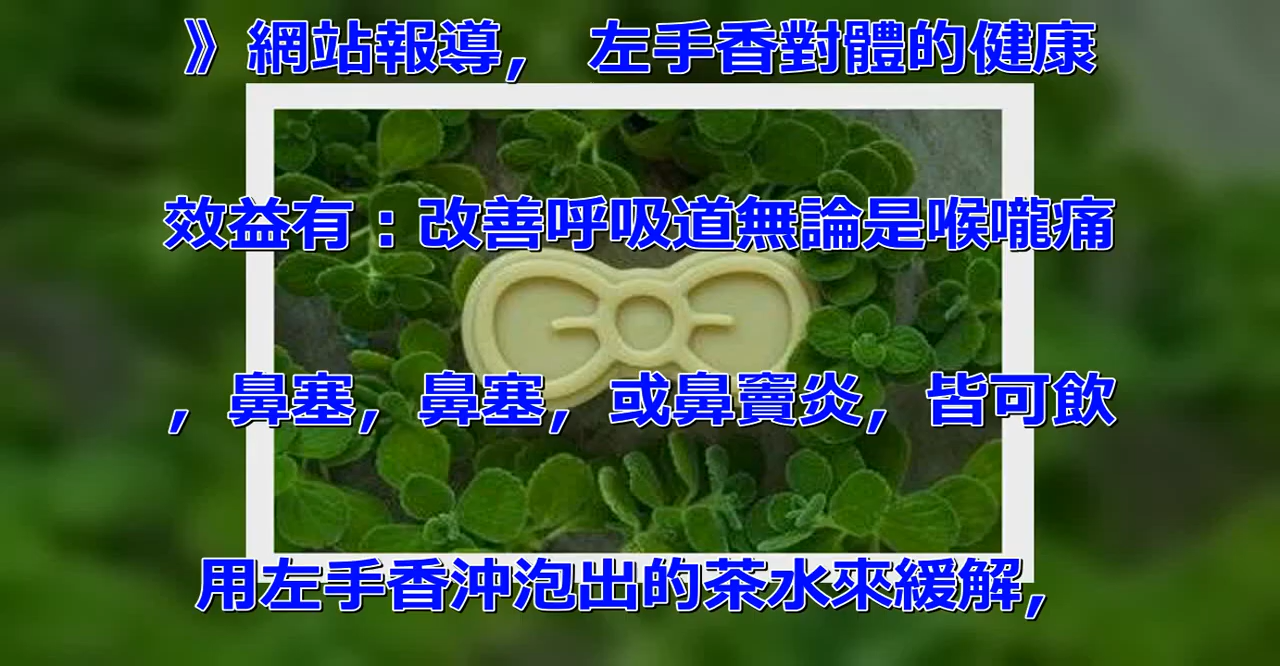 》網站報導， 左手香對體的健康
效益有：改善呼吸道無論是喉嚨痛
，鼻塞，鼻塞，或鼻竇炎，皆可飲
用左手香沖泡出的茶水來緩解，